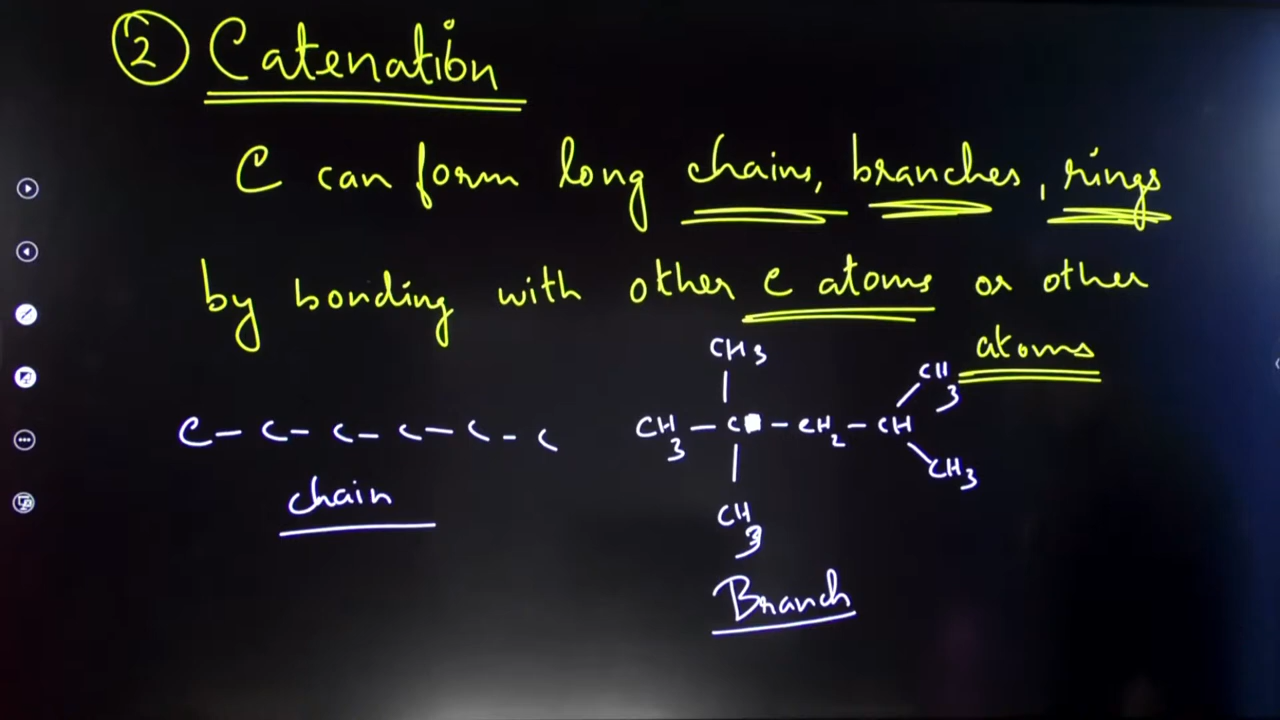 ② Catenation
C can form long chains, branches, rings
by bonding with other C atoms or other
atoms
CH3
CH3
C - C - C - C - C - C
CH3 - C - CH2 - CH
CH3
chain
CH3
Branch